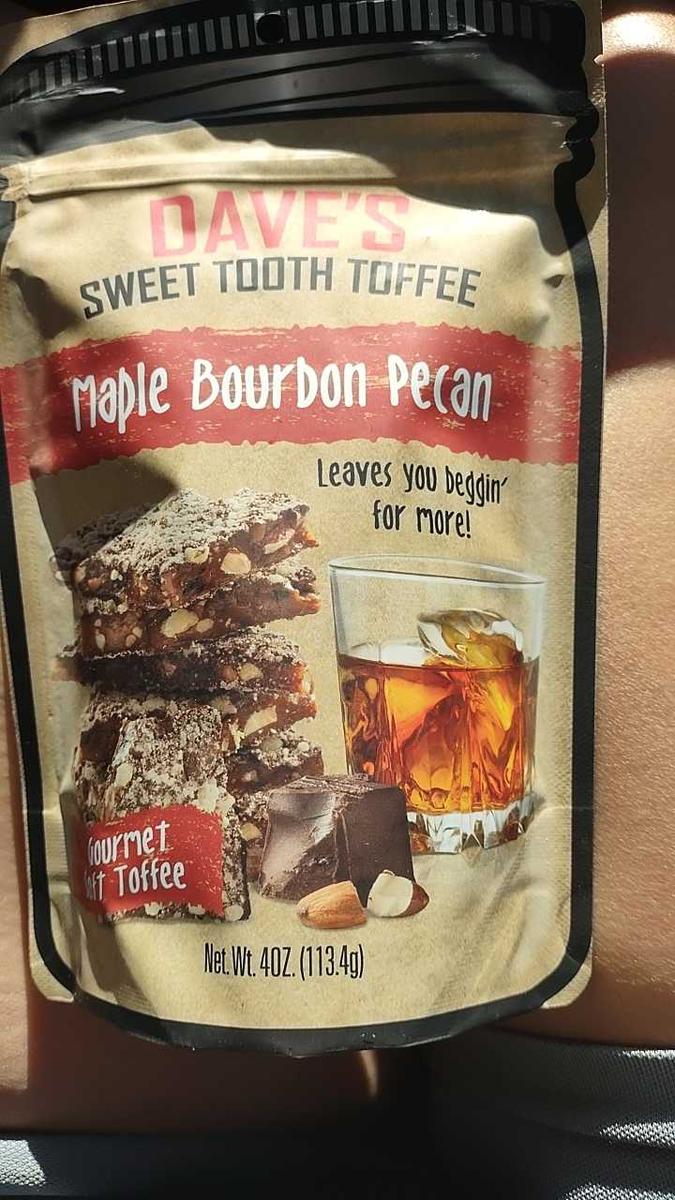 DAVE'S
SWEET TOOTH TOFFEE
Maple Bourbon Pecan
Leaves you beggin'
for more!
Gourmet
Soft Toffee
Net.Wt. 4OZ. (113.4g)